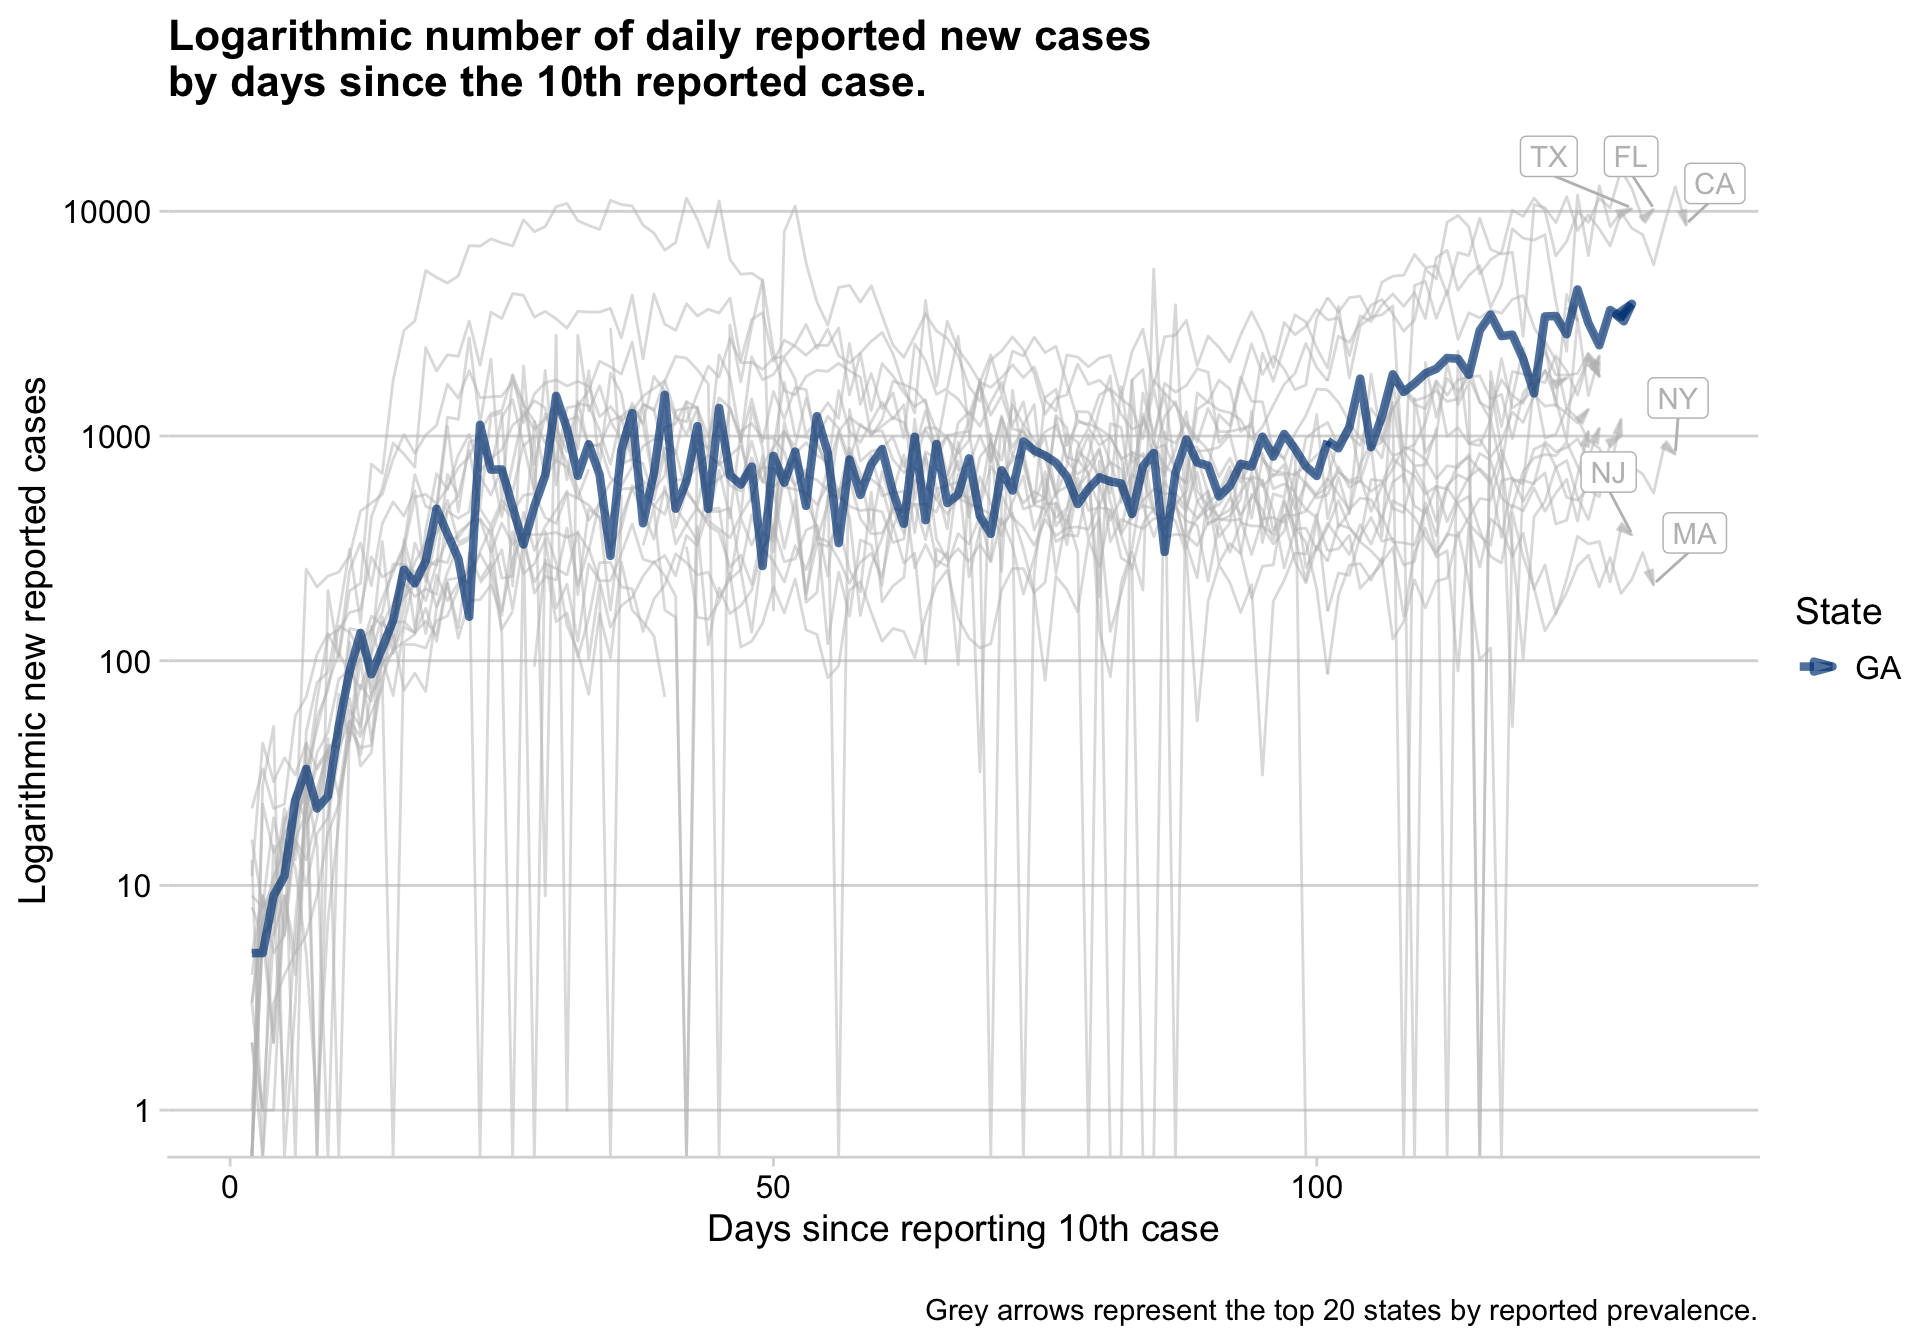 Logarithmic number of daily reported new cases
by days since the 10th reported case.
TX
FL
CA
10000
NY
1000
NJ
MA
State
GA
100
10
1
Logarithmic new reported cases
0
50
100
Days since reporting 10th case
Grey arrows represent the top 20 states by reported prevalence.